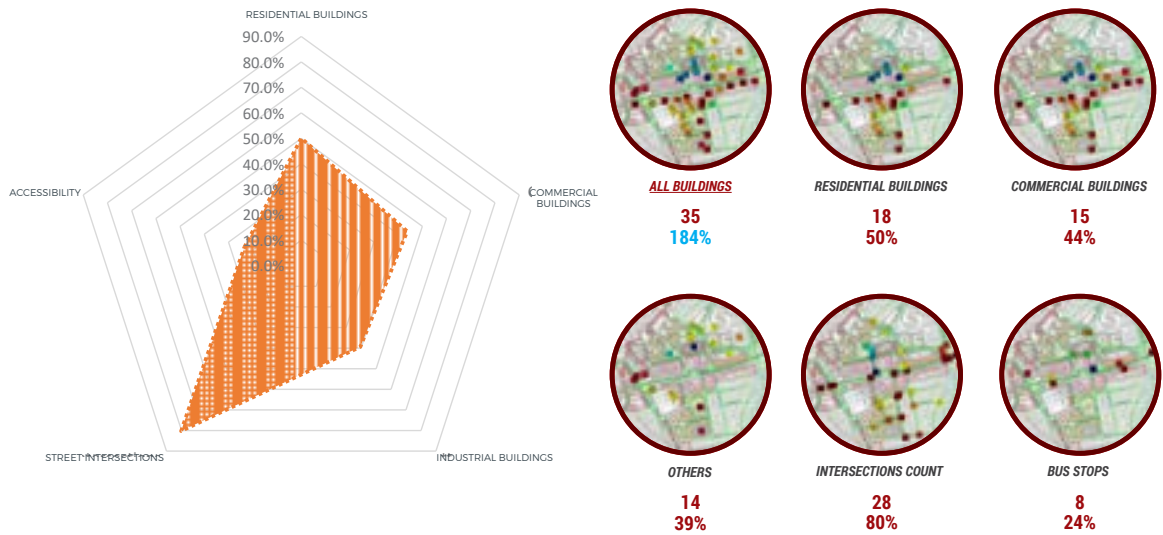 RESIDENTIAL BUILDINGS
90.0%
80.0%
70.0%
60.0%
50.0%
40.0%
30.0%
20.0%
10.0%
0.0%
ACCESSIBILITY
COMMERCIAL
BUILDINGS
STREET INTERSECTIONS
INDUSTRIAL BUILDINGS
ALL BUILDINGS
35
184%
RESIDENTIAL BUILDINGS
18
50%
COMMERCIAL BUILDINGS
15
44%
OTHERS
14
39%
INTERSECTIONS COUNT
28
80%
BUS STOPS
8
24%